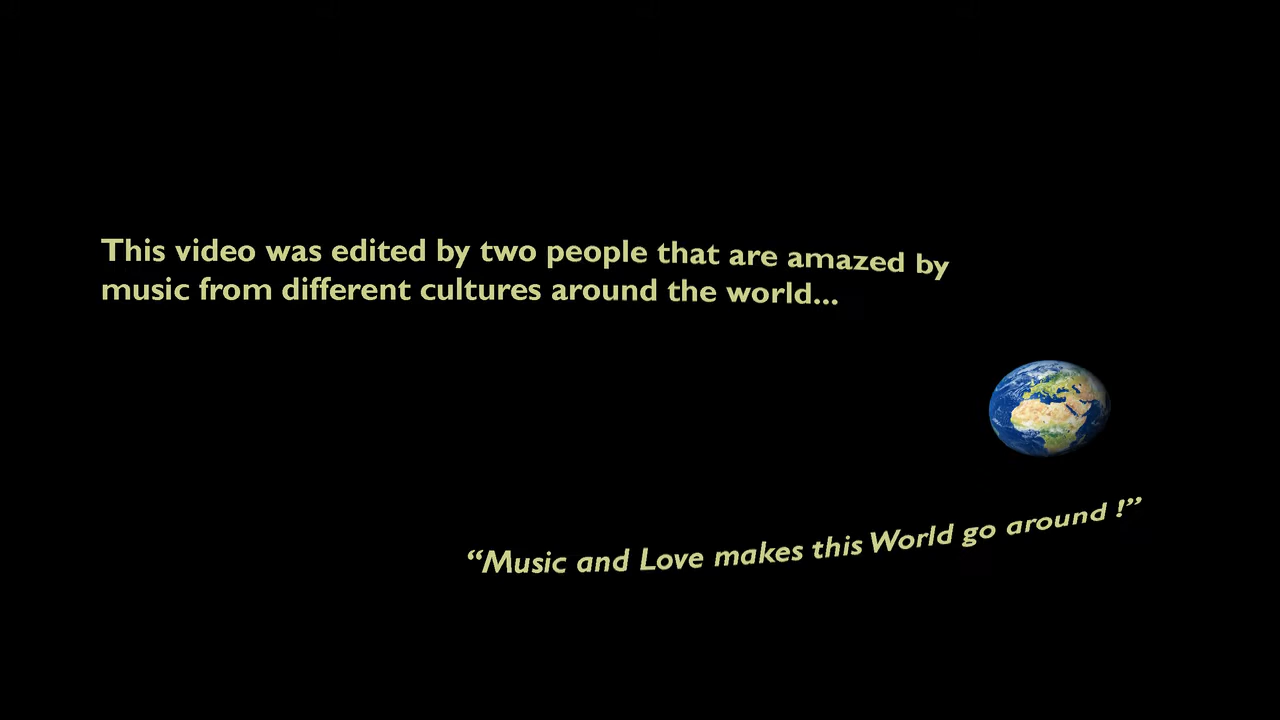 This video was edited by two people that are amazed by
music from different cultures around the world...
“Music and Love makes this World go around !”